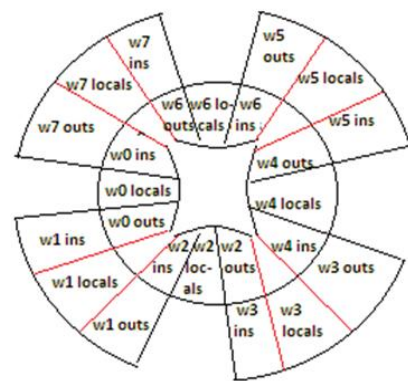 w7
ins
w7 locals
w7 outs
w5
outs
w5 locals
w5 ins
w6
outs
w6 lo-
cals
w6
ins
w0 ins
w0 locals
w0 outs
w4 outs
w4 locals
w4 ins
w1 ins
w1 locals
w1 outs
w2
ins
w2
loc-
als
w2
outs
w3 outs
w3
locals
w3
ins